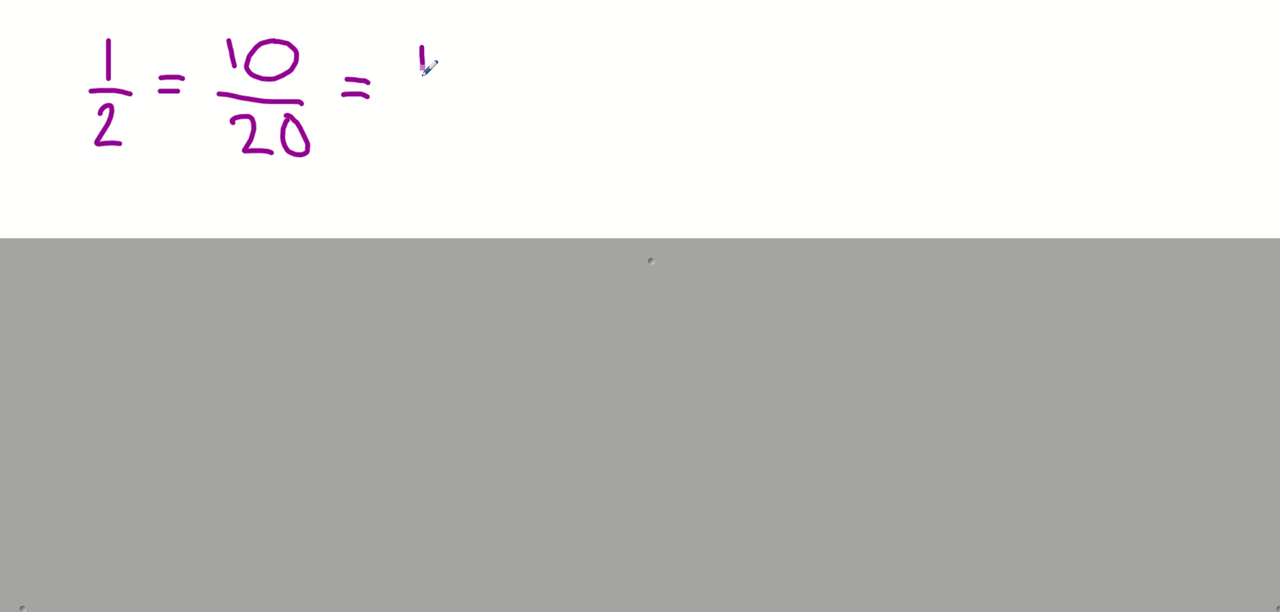 1/2 = 10/20 =